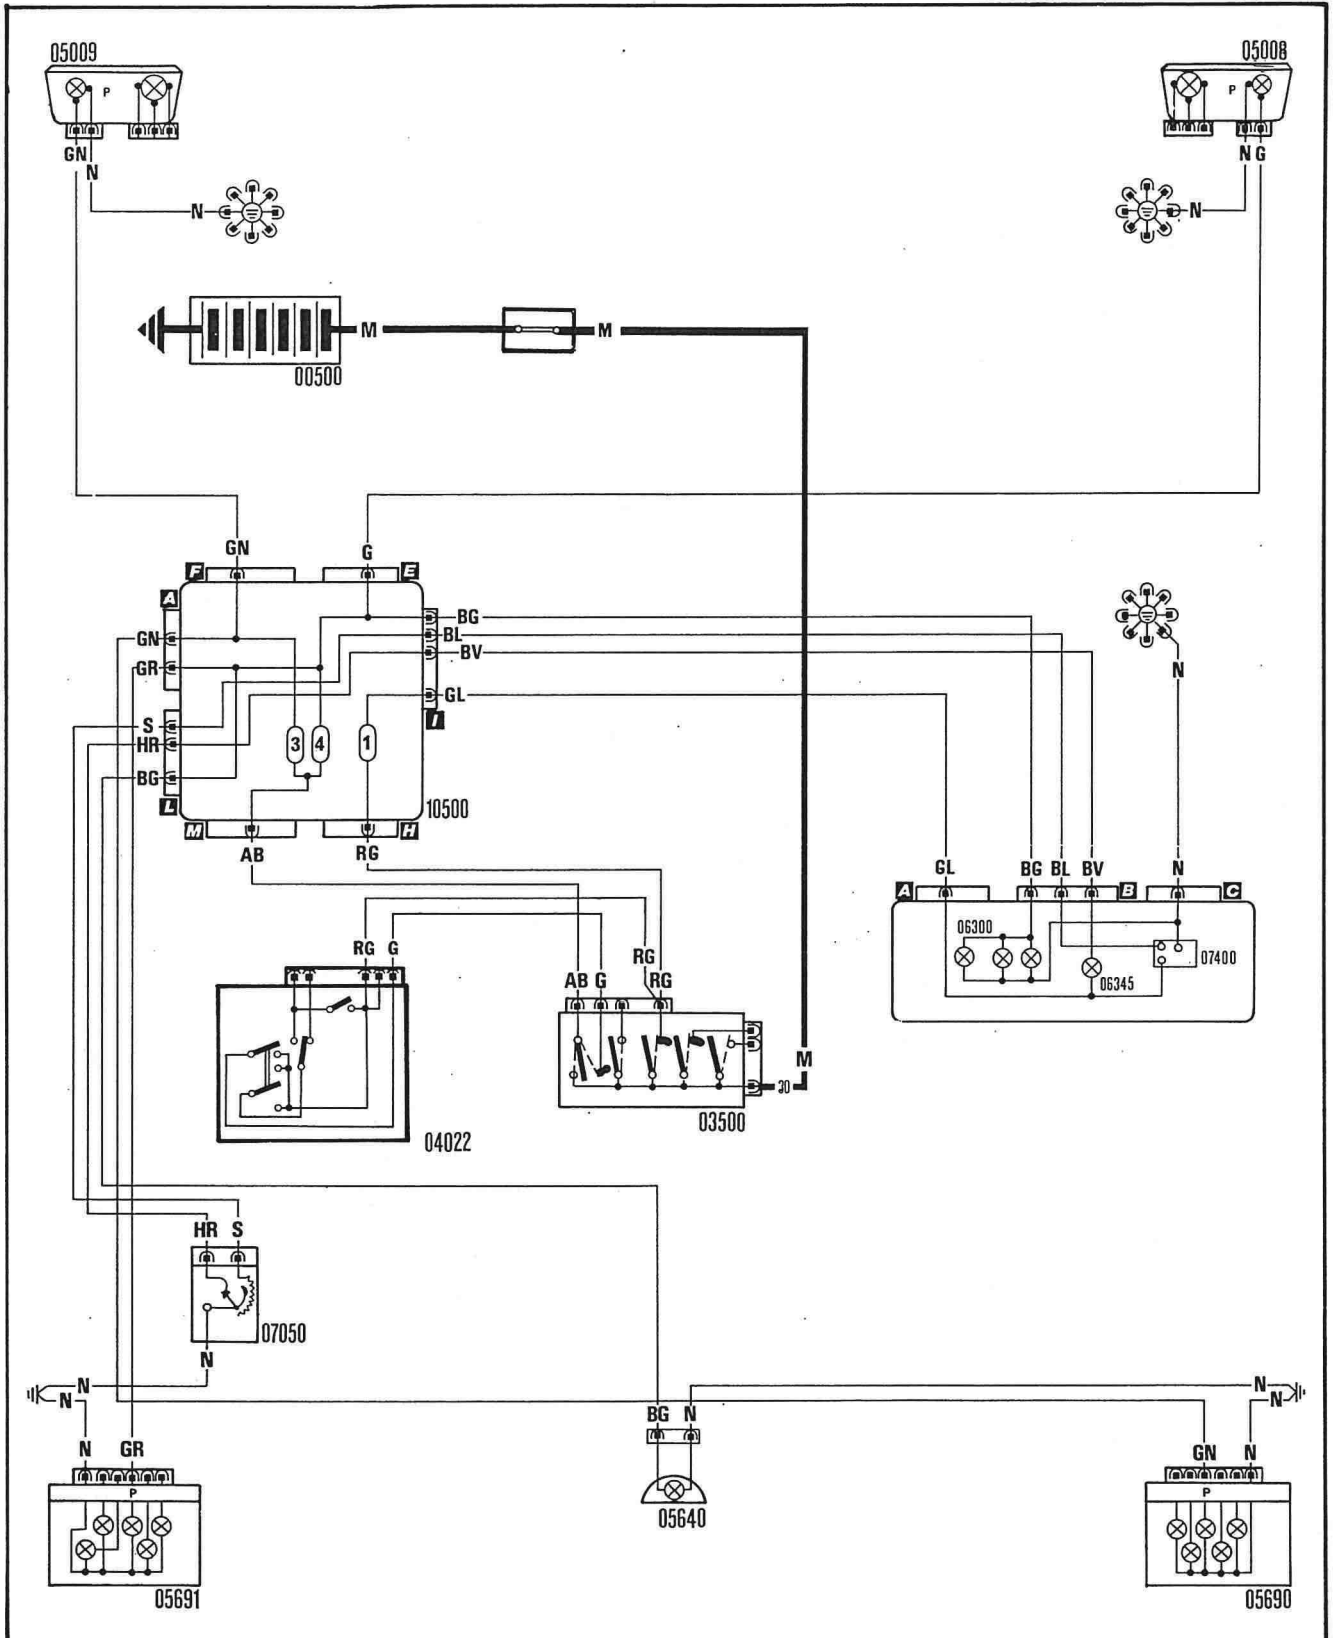 05009
05008
P
P
GN
N
N G
N
N
M
M
00500
GN
G
F
E
A
GN
BG
BL
BV
GR
N
GL
I
S
HR
3
4
1
BG
L
10500
M
H
AB
RG
GL
BG BL BV
N
A
B
C
RG G
RG
06300
07400
AB G
RG
06345
M
30
03500
04022
HR S
07050
N
N
N
N
N
BG N
N
GR
GN
N
P
P
05640
05691
05690